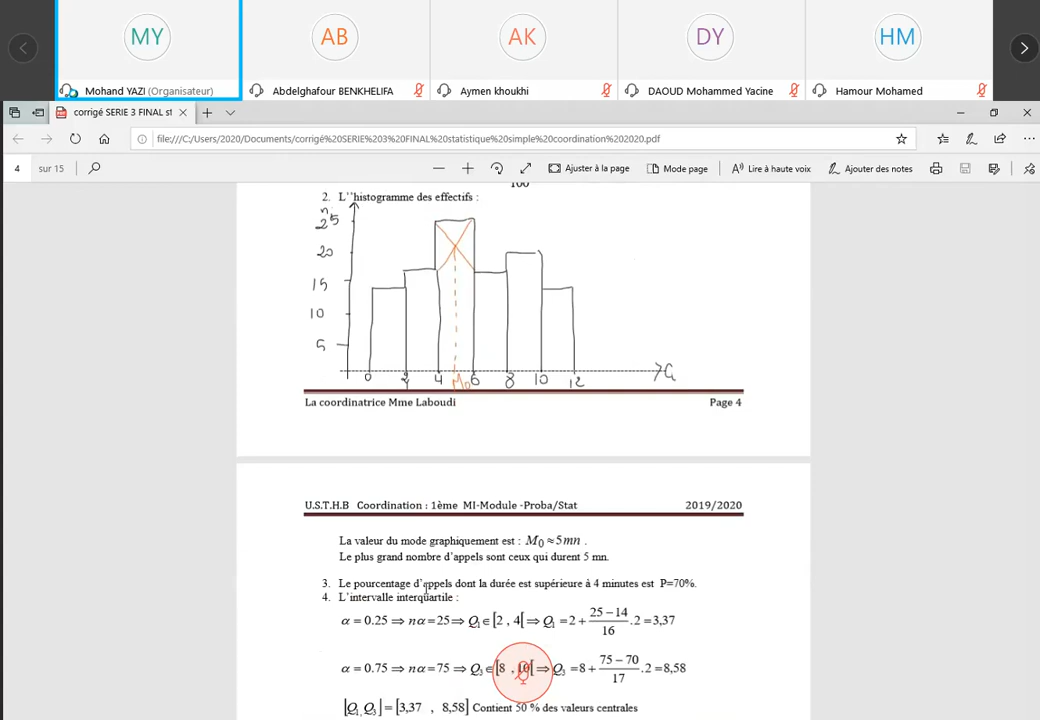 MY
AB
AK
DY
HM
Mohand YAZI (Organisateur)
Abdelghafour BENKHELIFA
Aymen khoukhi
DAOUD Mohammed Yacine
Hamour Mohamed
corrigé SERIE 3 FINAL st
file:///C:/Users/2020/Documents/corrigé%20SERIE%203%20FINAL%20statistique%20simple%20coordination%202020.pdf
4 sur 15
Ajuster à la page
Mode page
Lire à haute voix
Ajouter des notes
100
2. L''histogramme des effectifs :
nᵢ
25
20
15
10
5
0 2 4 M₀ 6 8 10 12 Cᵢ
La coordinatrice Mme Laboudi Page 4
U.S.T.H.B Coordination : 1ème MI-Module -Proba/Stat 2019/2020
La valeur du mode graphiquement est : M₀ ≈ 5mn .
Le plus grand nombre d'appels sont ceux qui durent 5 mn.
3. Le pourcentage d'appels dont la durée est supérieure à 4 minutes est P=70%.
4. L'intervalle interquartile :
α = 0.25 ⇒ nα = 25 ⇒ Q₁ ∈ [2 , 4[ ⇒ Q₁ = 2 + (25 − 14)/16 .2 = 3,37
α = 0.75 ⇒ nα = 75 ⇒ Q₃ ∈ [8 , 10[ ⇒ Q₃ = 8 + (75 − 70)/17 .2 = 8,58
[Q₁, Q₃] = [3,37 , 8,58] Contient 50 % des valeurs centrales